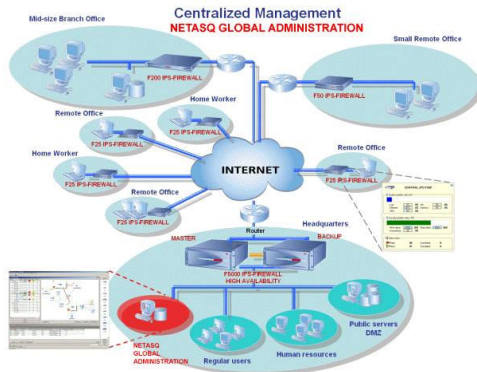 Centralized Management
NETASQ GLOBAL ADMINISTRATION
Mid-size Branch Office
Small Remote Office
F200 IPS-FIREWALL
F50 IPS-FIREWALL
Home Worker
F25 IPS-FIREWALL
Remote Office
F25 IPS-FIREWALL
Home Worker
F25 IPS-FIREWALL
Remote Office
F25 IPS-FIREWALL
INTERNET
Remote Office
F25 IPS-FIREWALL
Router
Headquarters
MASTER
BACKUP
F5000 IPS-FIREWALL
HIGH AVAILABILITY
NETASQ
GLOBAL
ADMINISTRATION
Regular users
Human resources
Public servers
DMZ